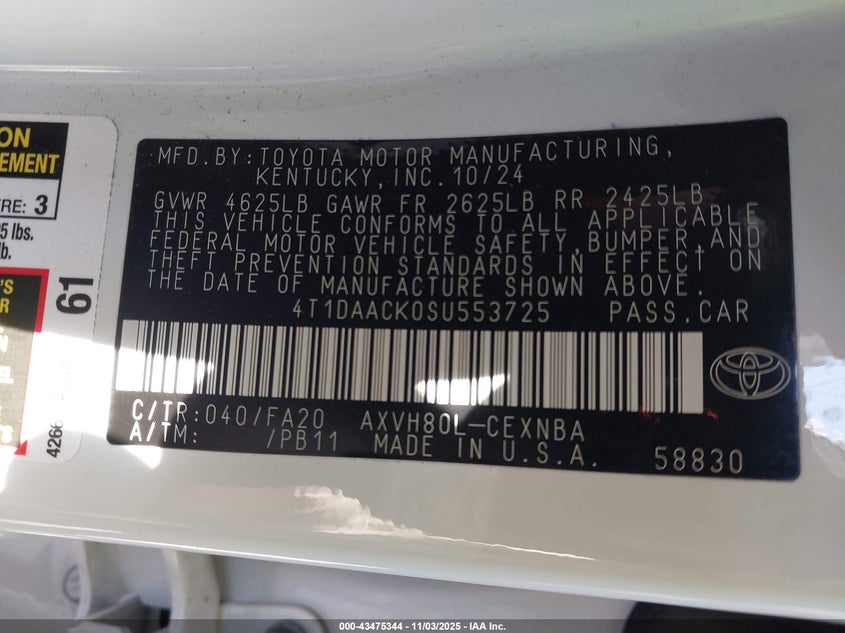 MFD.BY:TOYOTA MOTOR MANUFACTURING,
KENTUCKY,INC.10/24
GVWR 4625LB GAWR FR 2625LB RR 2425LB
THIS VEHICLE CONFORMS TO ALL APPLICABLE
FEDERAL MOTOR VEHICLE SAFETY,BUMPER,AND
THEFT PREVENTION STANDARDS IN EFFECT ON
THE DATE OF MANUFACTURE SHOWN ABOVE.
4T1DAACK0SU553725 PASS.CAR
C/TR:040/FA20 AXVH80L-CEXNBA
A/TM: /PB11 MADE IN U.S.A. 58830
ON
EMENT
RE: 3
5 lbs.
lb.
'S
R
N
EL
61
4266
000-43475344 | 11/03/2025 - IAA Inc.